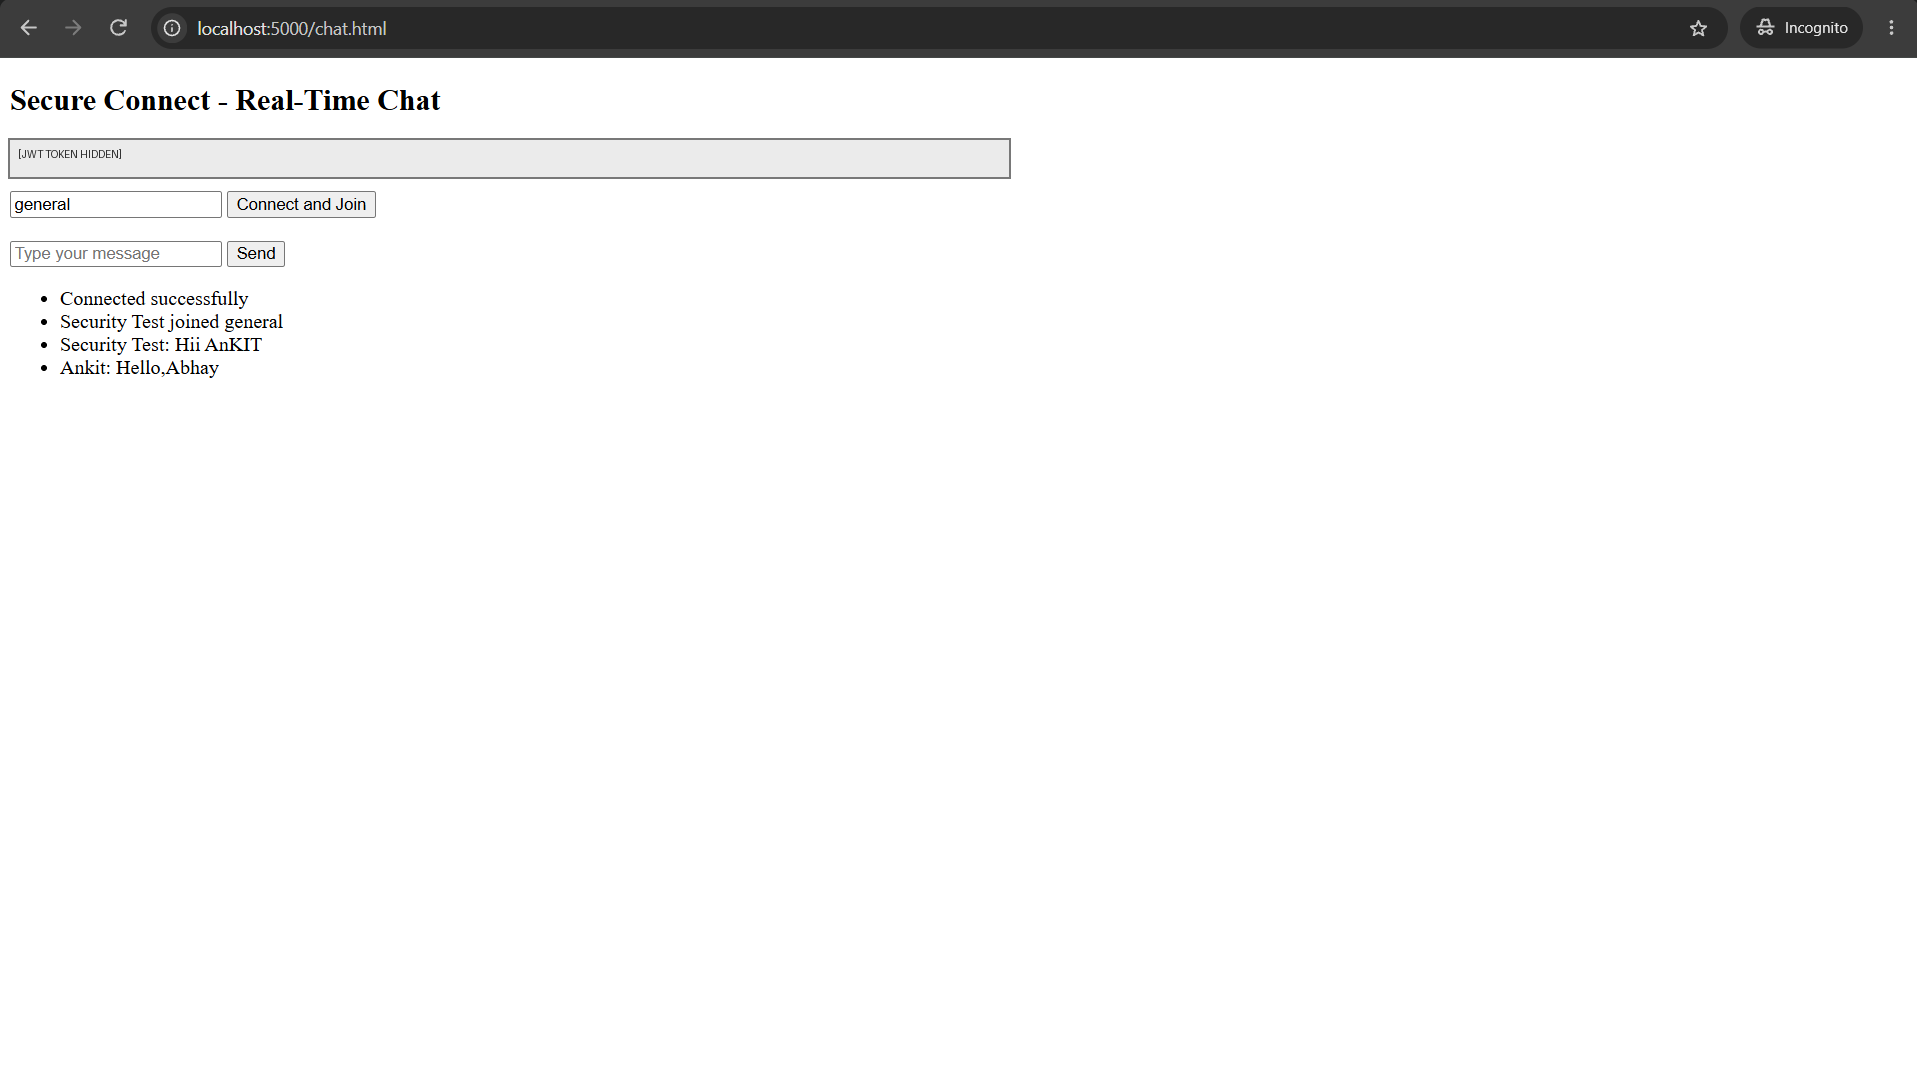 localhost:5000/chat.html
Incognito
Secure Connect - Real-Time Chat
[JWT TOKEN HIDDEN]
general
Connect and Join
Type your message
Send
Connected successfully
Security Test joined general
Security Test: Hii AnKIT
Ankit: Hello,Abhay